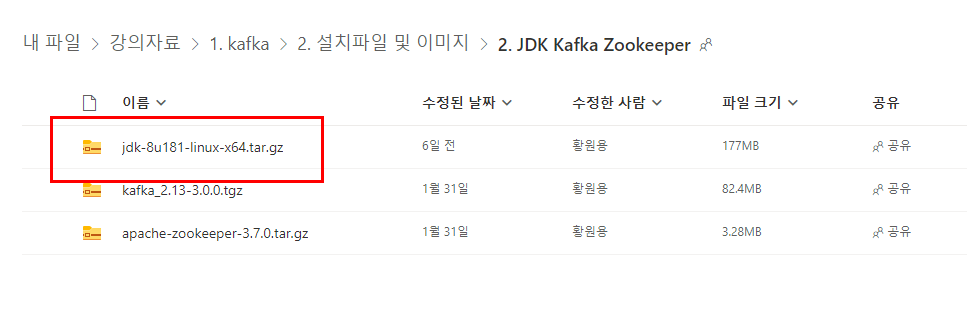 내 파일 > 강의자료 > 1. kafka > 2. 설치파일 및 이미지 > 2. JDK Kafka Zookeeper
이름 수정된 날짜 수정한 사람 파일 크기 공유
jdk-8u181-linux-x64.tar.gz 6일 전 황원용 177MB 공유
kafka_2.13-3.0.0.tgz 1월 31일 황원용 82.4MB 공유
apache-zookeeper-3.7.0.tar.gz 1월 31일 황원용 3.28MB 공유